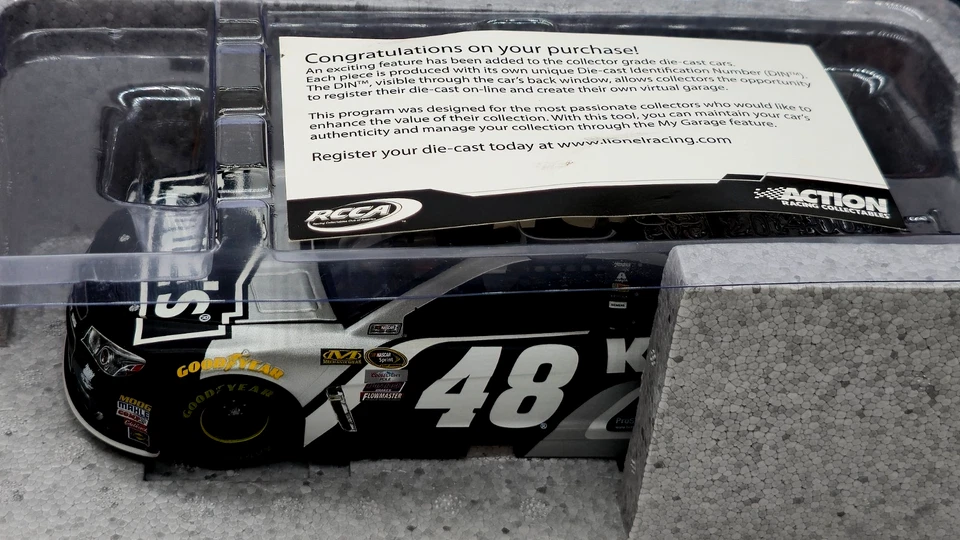 Congratulations on your purchase!
An exciting feature has been added to the collector grade die-cast cars.
Each piece is produced with its own unique Die-cast Identification Number (DIN™).
The DIN™, visible through the car's back window, allows collectors the opportunity
to register their die-cast on-line and create their own virtual garage.
This program was designed for the most passionate collectors who would like to
enhance the value of their collection. With this tool, you can maintain your car's
authenticity and manage your collection through the My Garage feature.
Register your die-cast today at www.lionelracing.com
RCCA
ACTION
RACING COLLECTABLES
GOODYEAR
GOODYEAR
M
NASCAR
Sprint
FLOWMASTER
MOOG
MAHLE
48
K